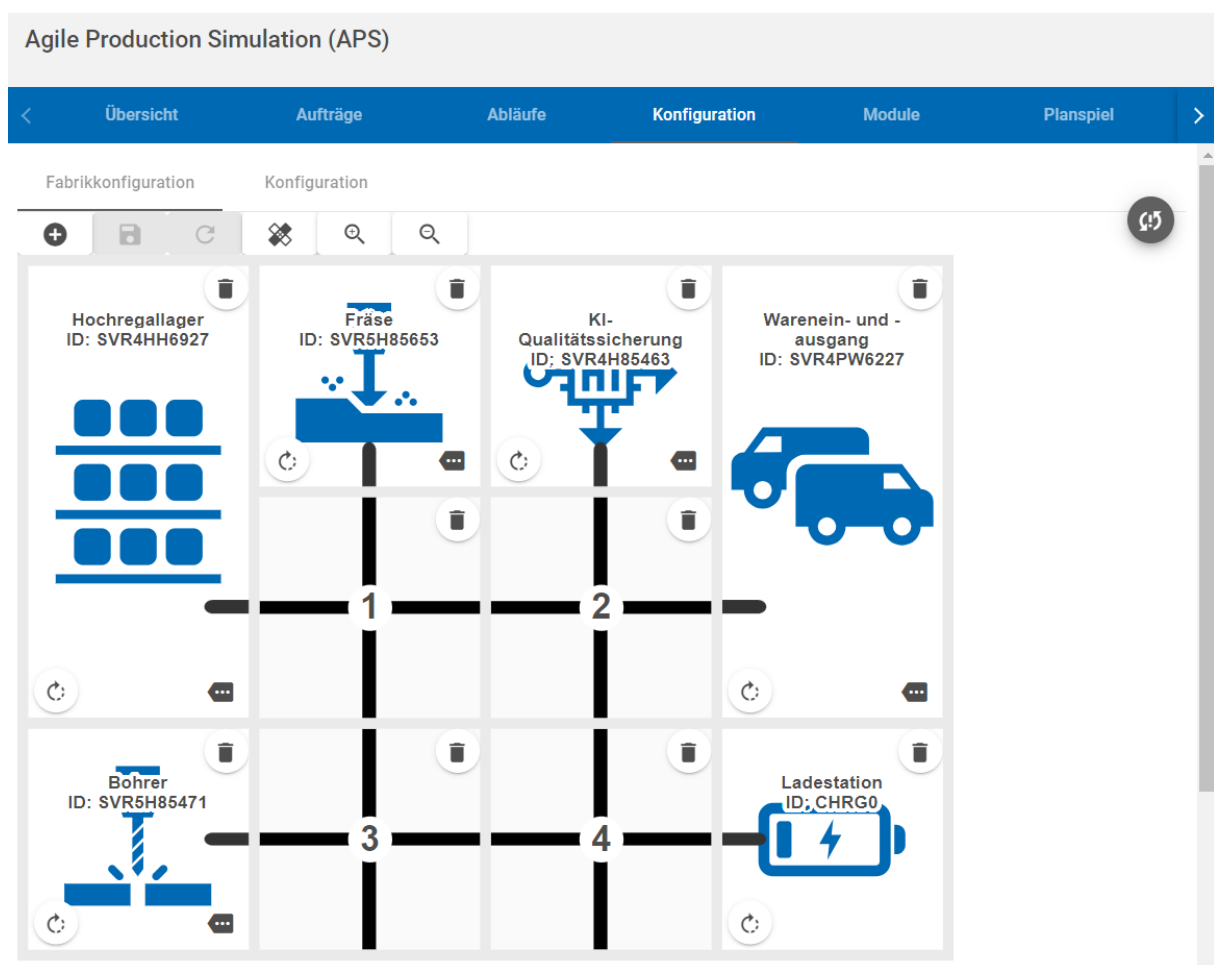 Agile Production Simulation (APS)
Übersicht
Aufträge
Abläufe
Konfiguration
Module
Planspiel
Fabrikkonfiguration
Konfiguration
Hochregallager
ID: SVR4HH6927
Fräse
ID: SVR5H85653
KI-
Qualitätssicherung
ID: SVR4H85463
Warenein- und -
ausgang
ID: SVR4PW6227
1
2
Bohrer
ID: SVR5H85471
3
4
Ladestation
ID: CHRG0